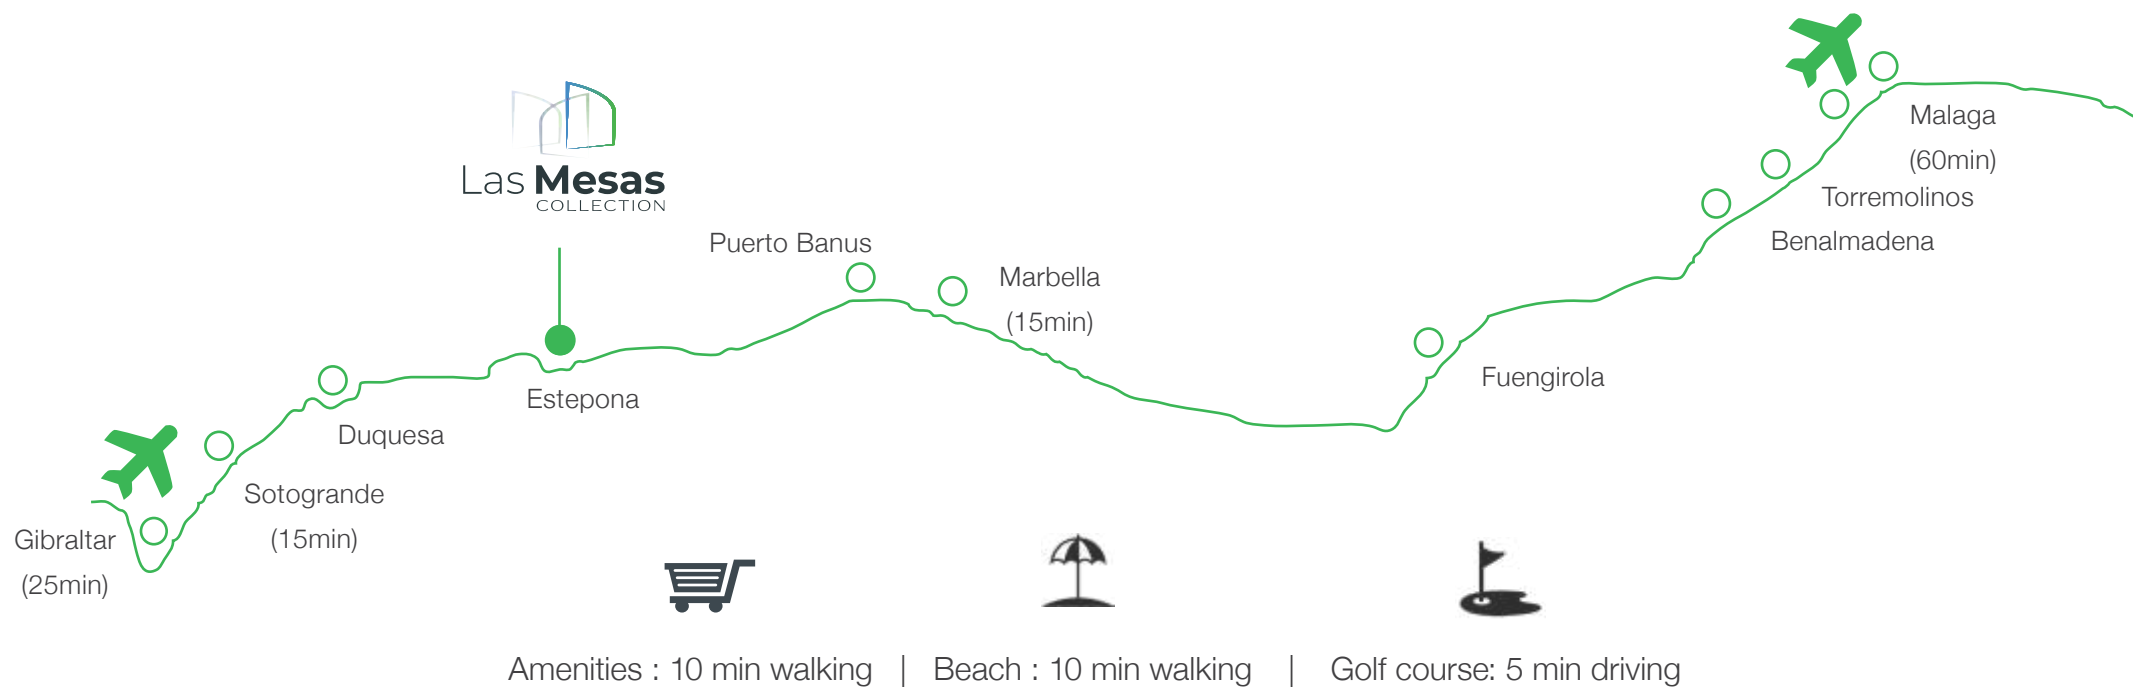 Las Mesas
COLLECTION
Malaga
(60min)
Torremolinos
Benalmadena
Puerto Banus
Marbella
(15min)
Fuengirola
Estepona
Duquesa
Sotogrande
(15min)
Gibraltar
(25min)
Amenities : 10 min walking | Beach : 10 min walking | Golf course: 5 min driving